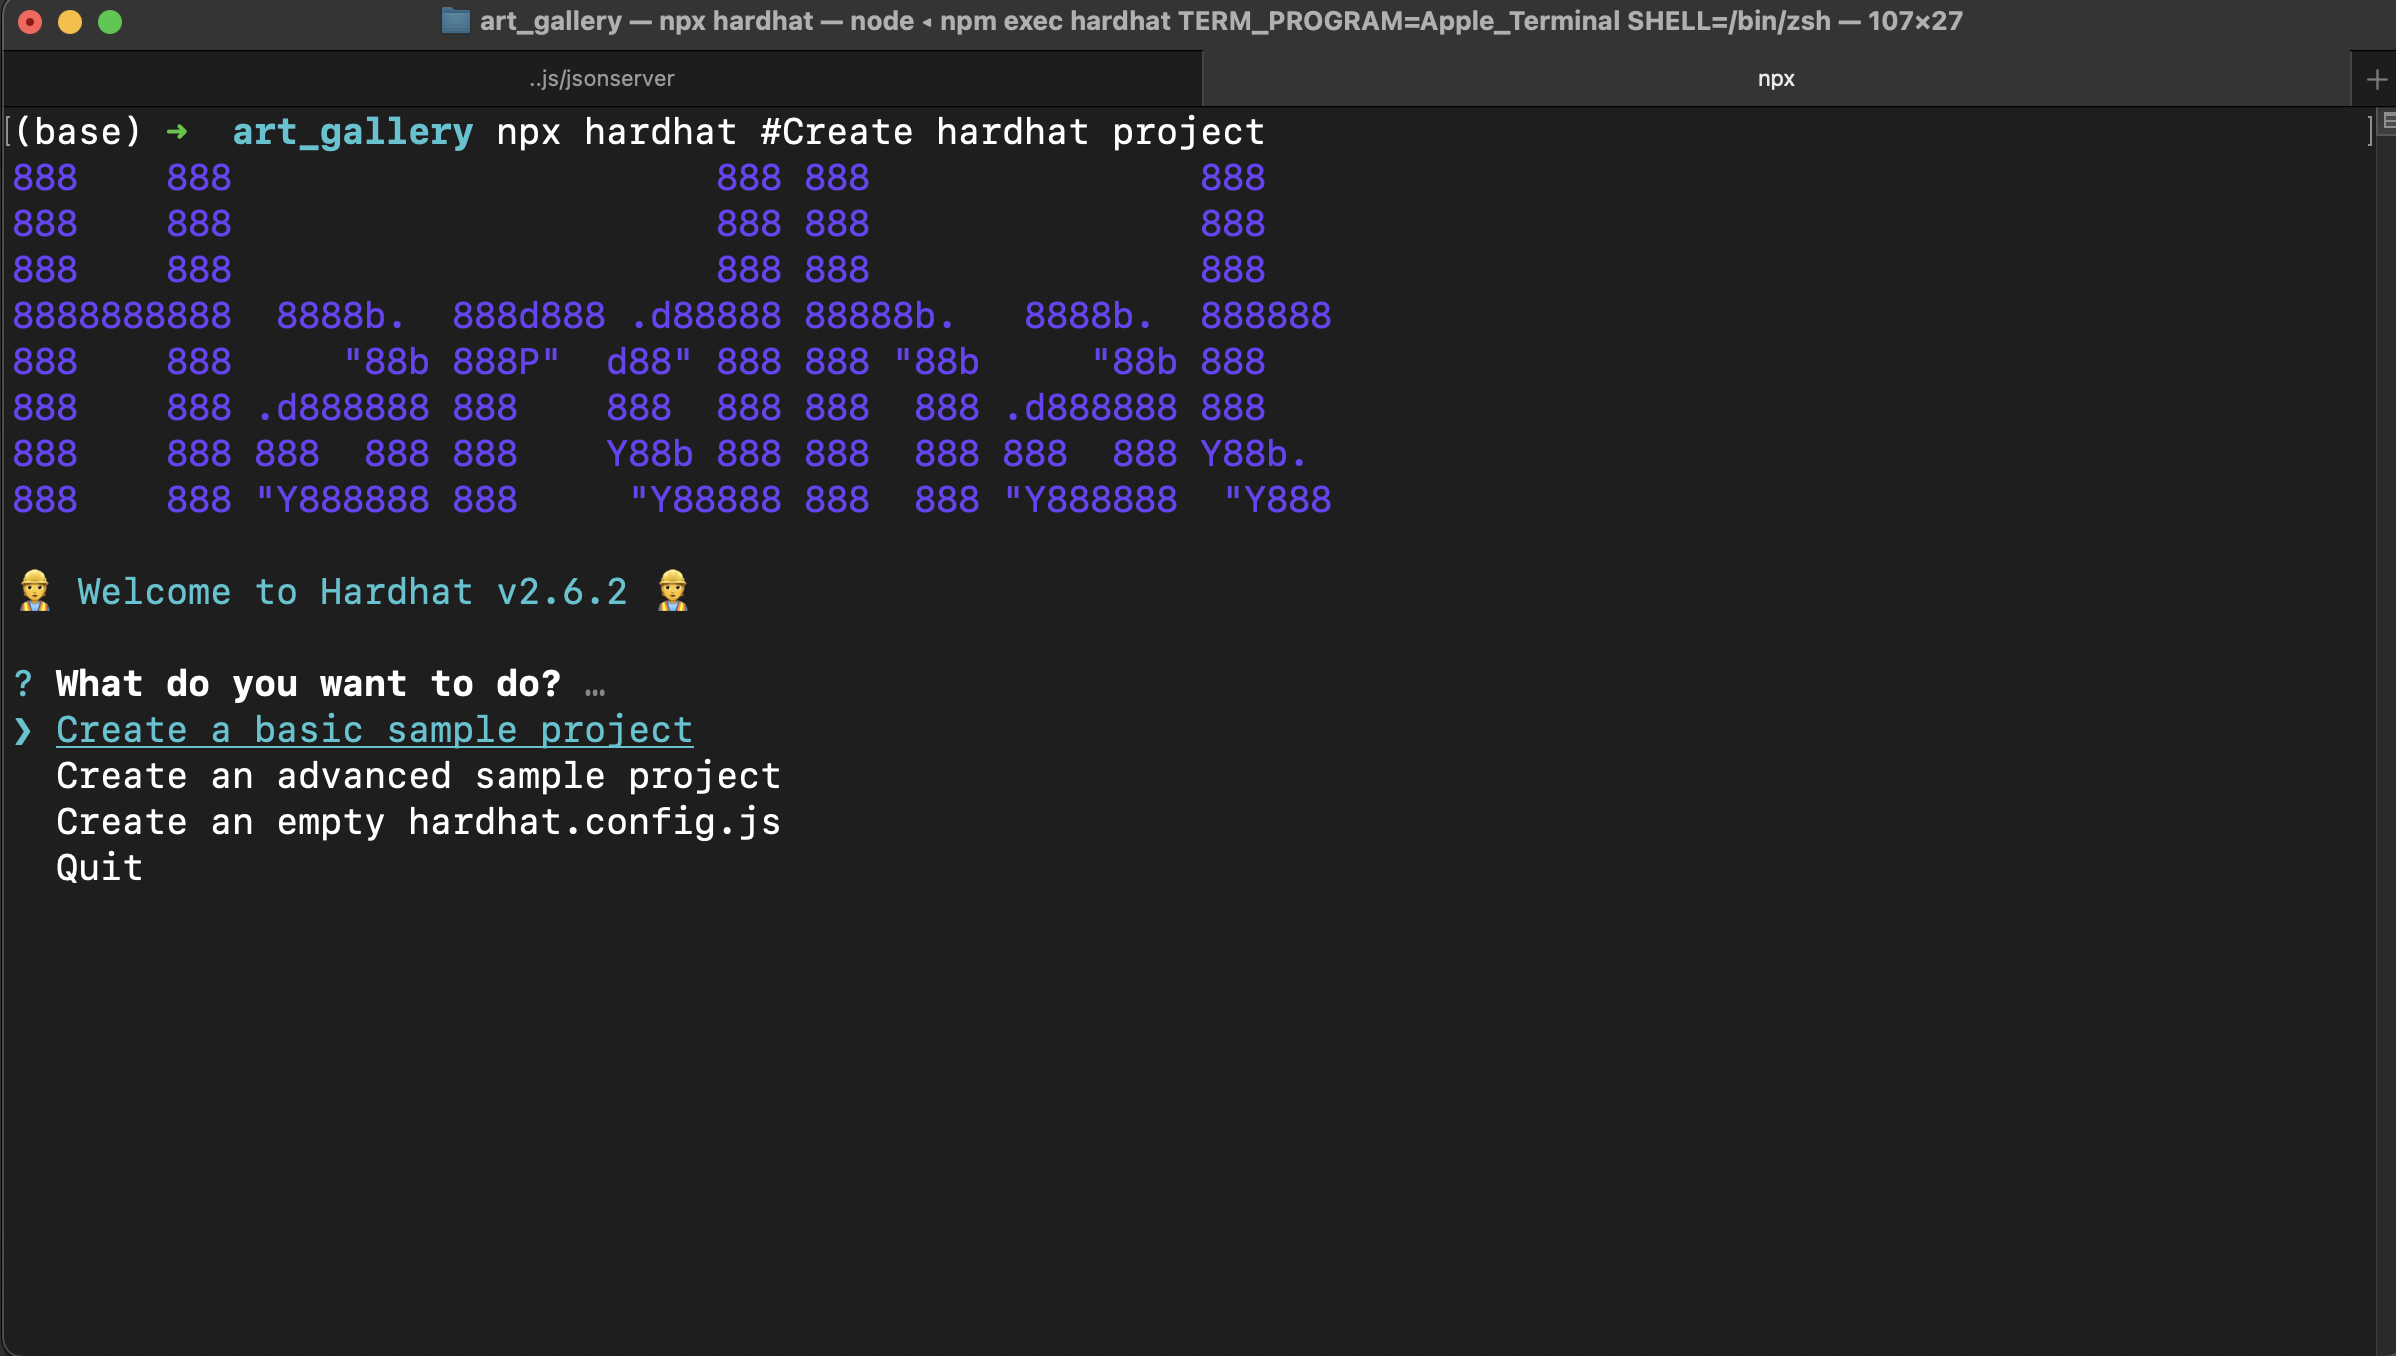 art_gallery — npx hardhat — node ◂ npm exec hardhat TERM_PROGRAM=Apple_Terminal SHELL=/bin/zsh — 107×27
..js/jsonserver
npx
(base) ➜  art_gallery npx hardhat #Create hardhat project
888    888                      888 888               888
888    888                      888 888               888
888    888                      888 888               888
8888888888  8888b.  888d888 .d88888 88888b.   8888b.  888888
888    888     "88b 888P"  d88" 888 888 "88b     "88b 888
888    888 .d888888 888    888  888 888  888 .d888888 888
888    888 888  888 888    Y88b 888 888  888 888  888 Y88b.
888    888 "Y888888 888     "Y88888 888  888 "Y888888  "Y888
👷 Welcome to Hardhat v2.6.2 👷
? What do you want to do? …
❯ Create a basic sample project
Create an advanced sample project
Create an empty hardhat.config.js
Quit